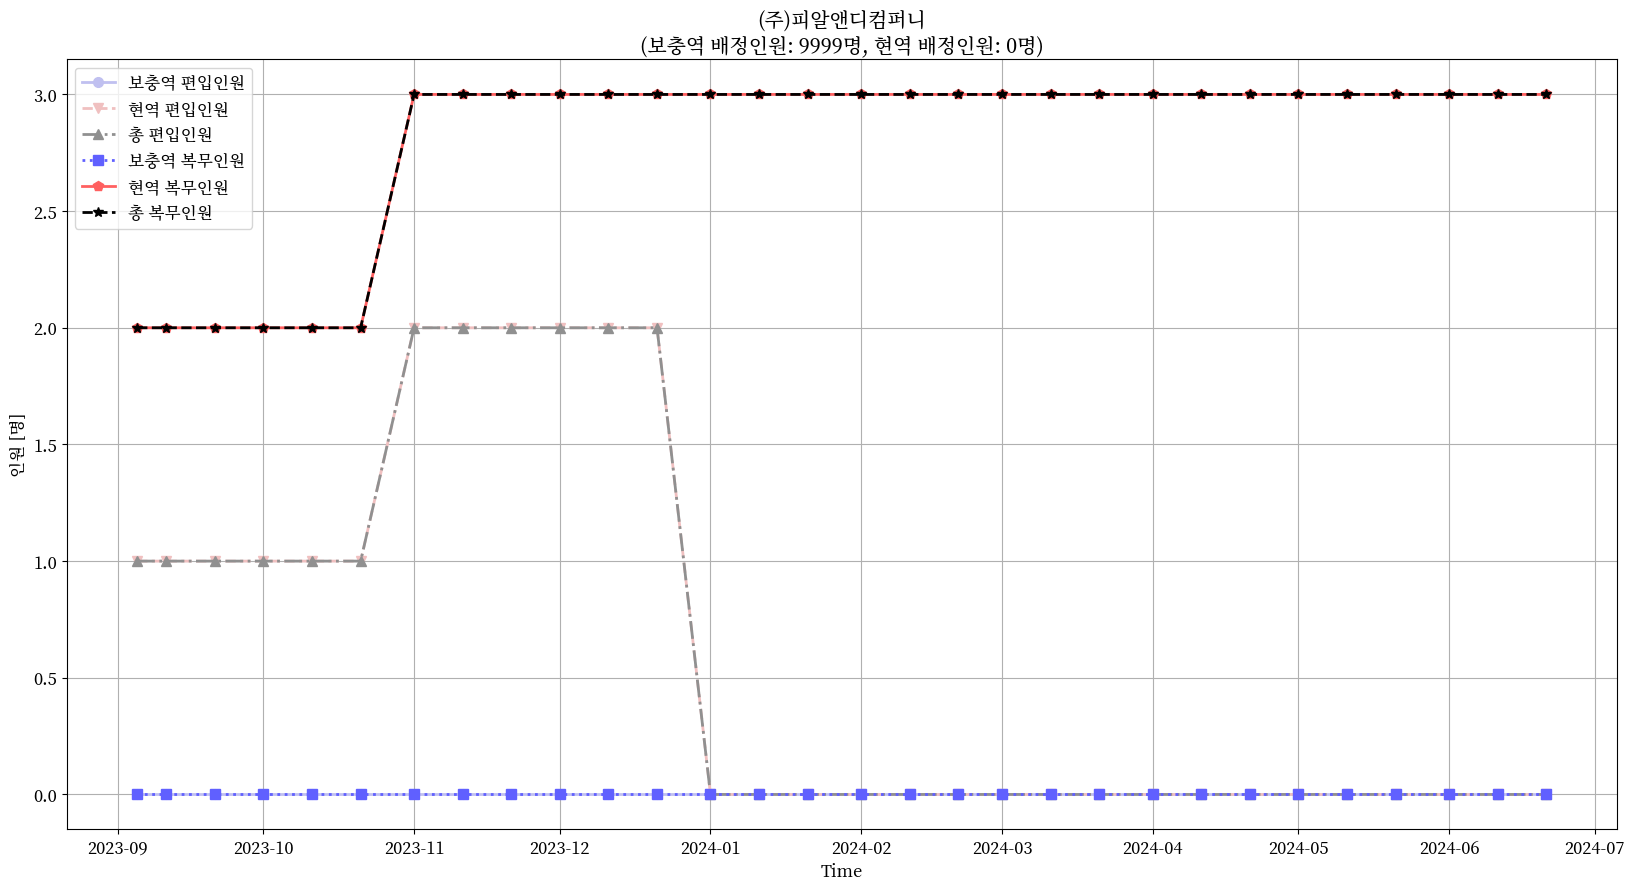 (주)피알앤디컴퍼니
(보충역 배정인원: 9999명, 현역 배정인원: 0명)
보충역 편입인원
현역 편입인원
총 편입인원
보충역 복무인원
현역 복무인원
총 복무인원
3.0
2.5
2.0
1.5
1.0
0.5
0.0
인원 [명]
2023-09 2023-10 2023-11 2023-12 2024-01 2024-02 2024-03 2024-04 2024-05 2024-06 2024-07
Time